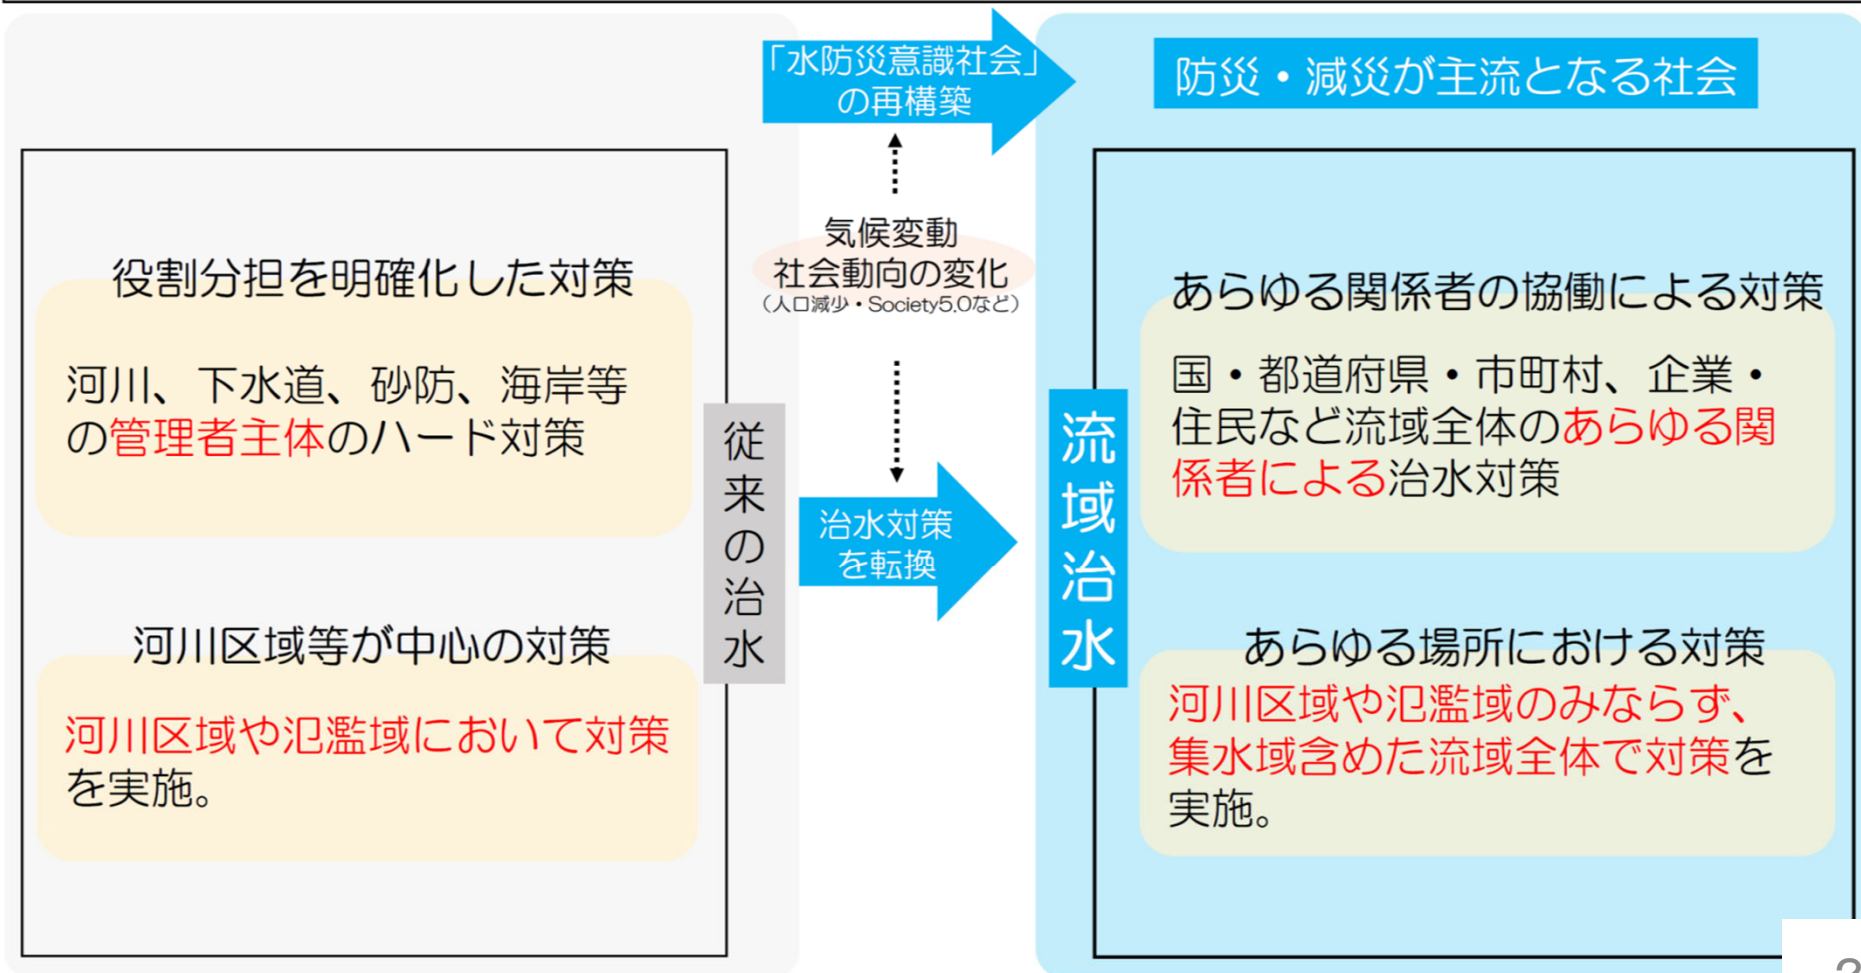 「水防災意識社会」
の再構築
防災・減災が主流となる社会
役割分担を明確化した対策
河川、下水道、砂防、海岸等
の管理者主体のハード対策
河川区域等が中心の対策
河川区域や氾濫域において対策
を実施。
従来の治水
気候変動
社会動向の変化
（人口減少・Society5.0など）
治水対策
を転換
流域治水
あらゆる関係者の協働による対策
国・都道府県・市町村、企業・
住民など流域全体のあらゆる関
係者による治水対策
あらゆる場所における対策
河川区域や氾濫域のみならず、
集水域含めた流域全体で対策を
実施。